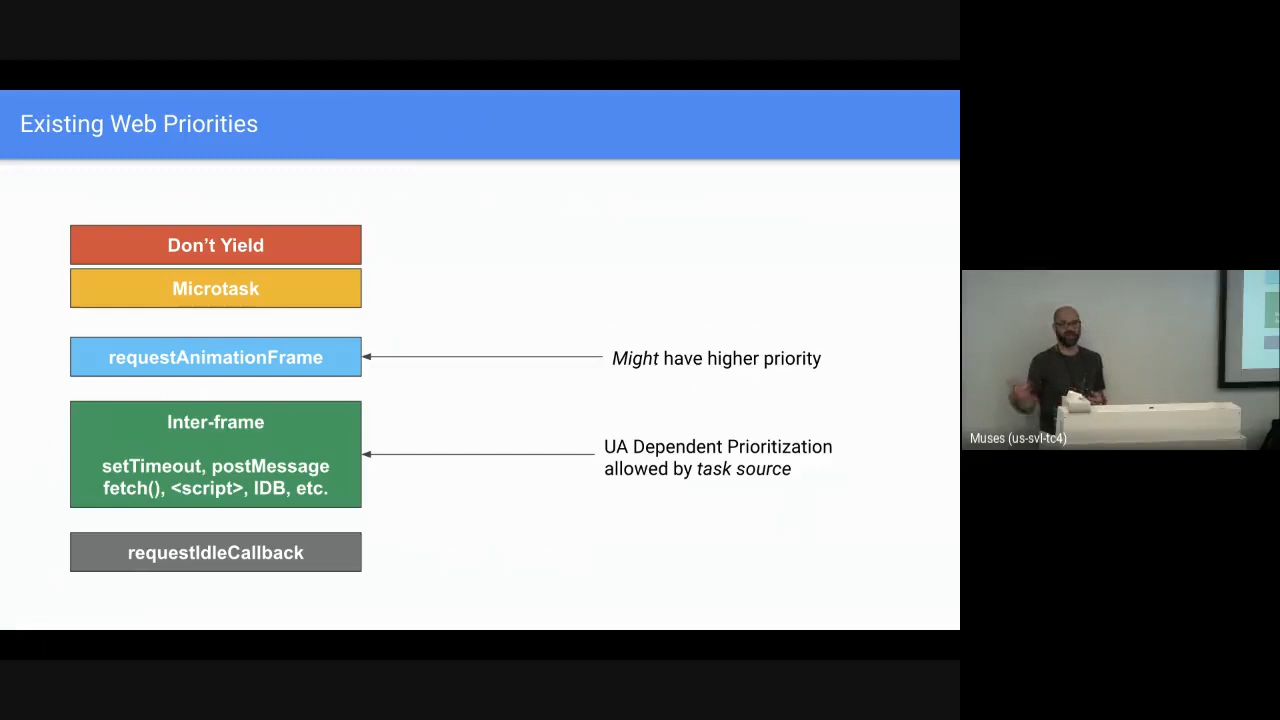 Existing Web Priorities
Don’t Yield
Microtask
requestAnimationFrame
Might have higher priority
Inter-frame
setTimeout, postMessage
fetch(), <script>, IDB, etc.
UA Dependent Prioritization
allowed by task source
requestIdleCallback
Muses (us-svl-tc4)